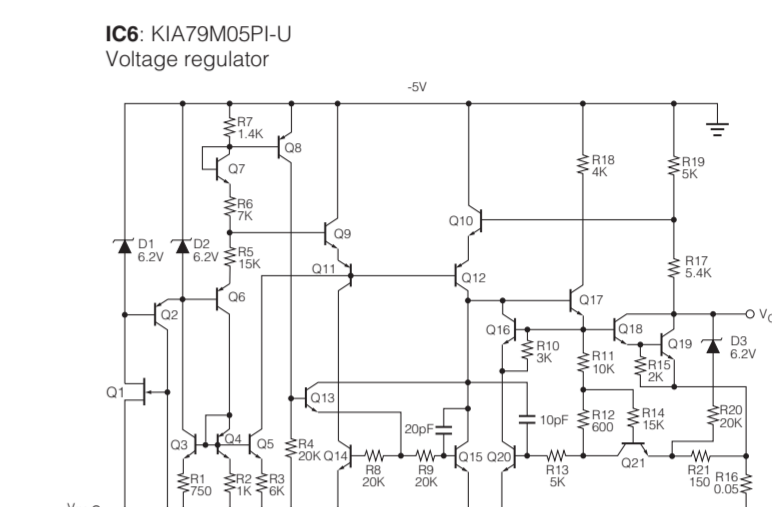 IC6: KIA79M05PI-U
Voltage regulator
-5V
R7
1.4K
Q8
Q7
R6
7K
R18
4K
R19
5K
Q10
Q9
D1
6.2V
D2
6.2V
R5
15K
Q11
Q12
R17
5.4K
Q2
Q6
Q17
Q16
Q18
Q19
D3
6.2V
R10
3K
R11
10K
R15
2K
Q1
Q13
20pF
10pF
R12
600
R14
15K
R20
20K
Q3
Q4
Q5
R4
20K
Q14
R8
20K
R9
20K
Q15
Q20
R13
5K
Q21
R21
150
R16
0.05
R1
750
R2
1K
R3
6K